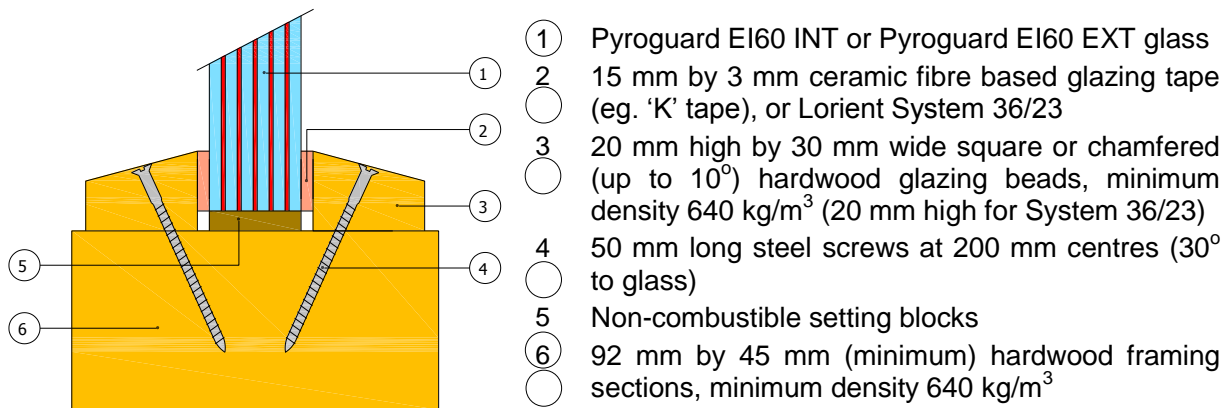 1 Pyroguard EI60 INT or Pyroguard EI60 EXT glass
2 15 mm by 3 mm ceramic fibre based glazing tape
(eg. ‘K’ tape), or Lorient System 36/23
3 20 mm high by 30 mm wide square or chamfered
(up to 10º) hardwood glazing beads, minimum
density 640 kg/m³ (20 mm high for System 36/23)
4 50 mm long steel screws at 200 mm centres (30º
to glass)
5 Non-combustible setting blocks
6 92 mm by 45 mm (minimum) hardwood framing
sections, minimum density 640 kg/m³
1
2
3
5
4
6